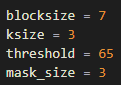 blocksize = 7
ksize = 3
threshold = 65
mask_size = 3